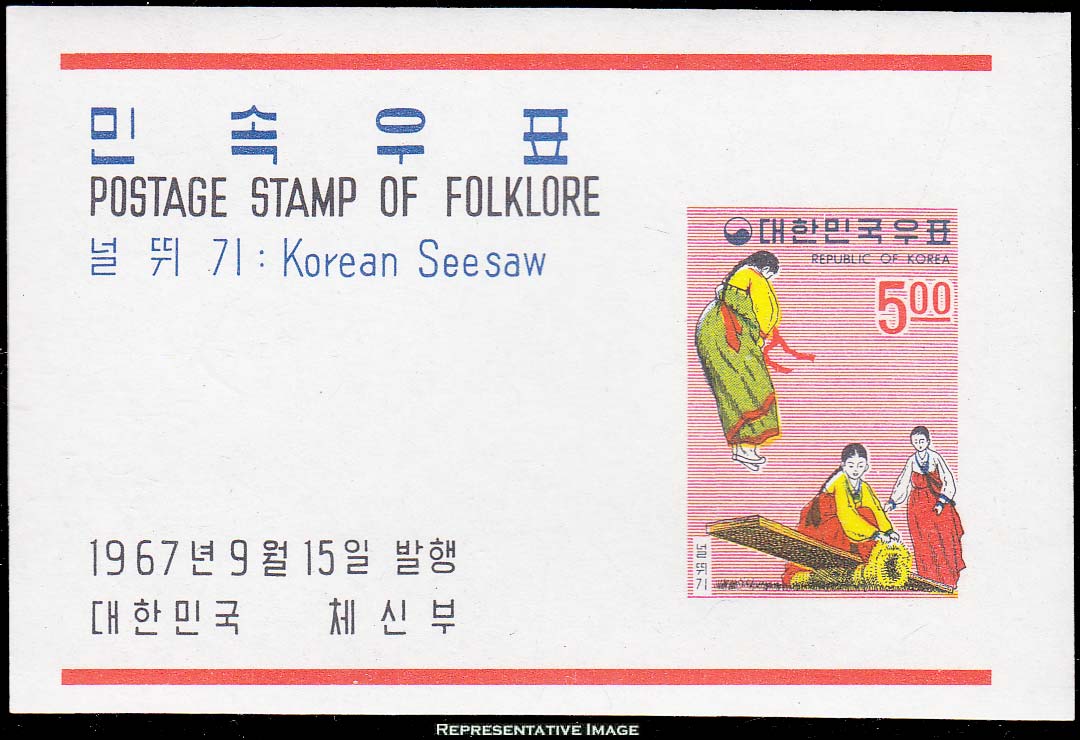 민 속 우 표
POSTAGE STAMP OF FOLKLORE
널 뛰 기 : Korean Seesaw
대한민국우표
REPUBLIC OF KOREA
5.00
널뛰기
1967년 9월 15일 발행
대한민국 체신부
REPRESENTATIVE IMAGE